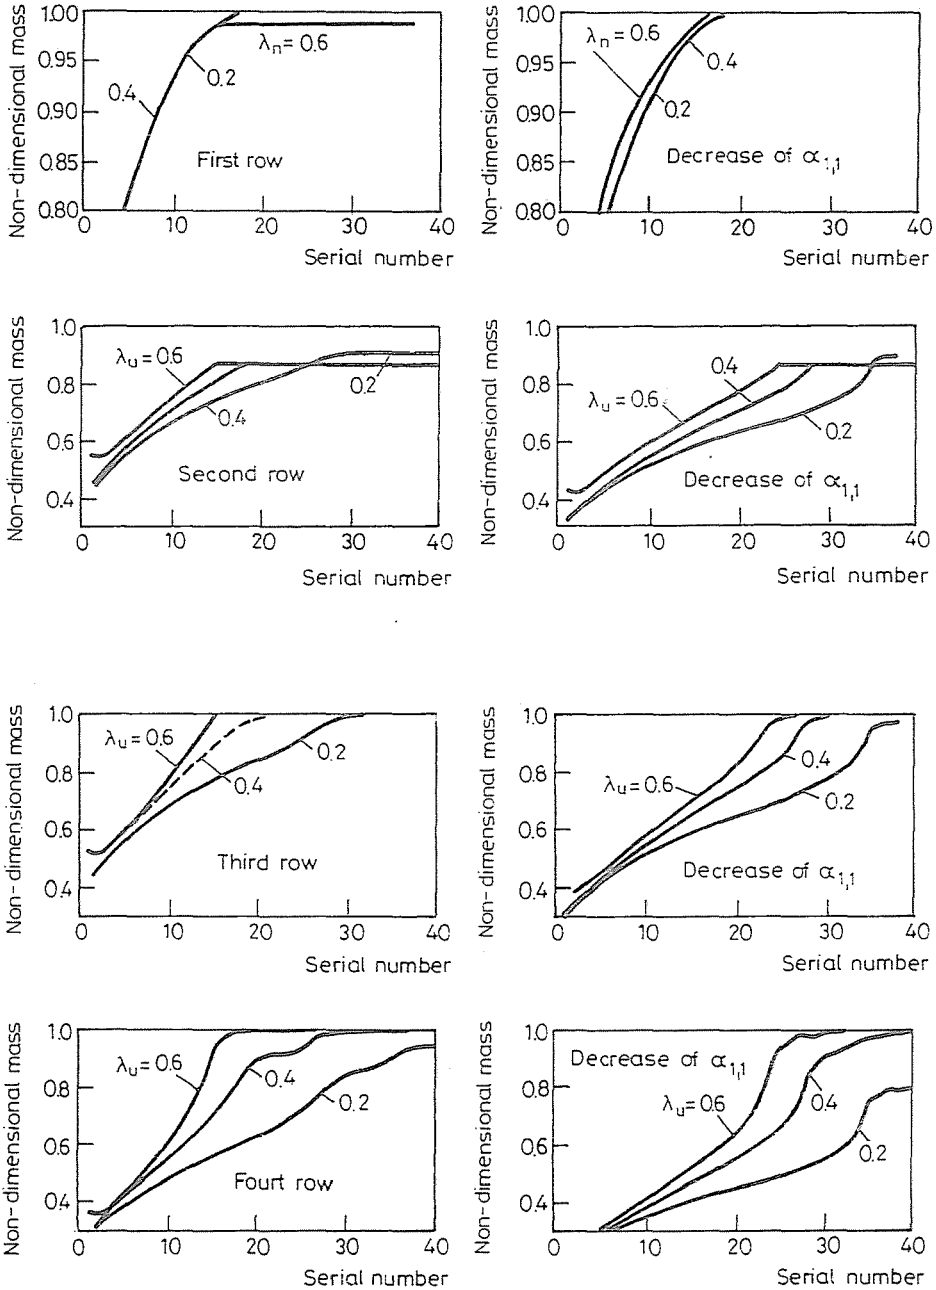 Non-dimensional mass
1.00
0.95
0.90
0.85
0.80
0 10 20 30 40
Serial number
λn=0.6
0.2
0.4
First row
Non-dimensional mass
1.00
0.95
0.90
0.85
0.80
0 10 20 30 40
Serial number
λn=0.6
0.4
0.2
Decrease of α1,1
Non-dimensional mass
1.0
0.8
0.6
0.4
0 10 20 30 40
Serial number
λu=0.6
0.2
0.4
Second row
Non-dimensional mass
1.0
0.8
0.6
0.4
0 10 20 30 40
Serial number
0.4
λu=0.6
0.2
Decrease of α1,1
Non-dimensional mass
1.0
0.8
0.6
0.4
0 10 20 30 40
Serial number
λu=0.6
0.2
0.4
Third row
Non-dimensional mass
1.0
0.8
0.6
0.4
0 10 20 30 40
Serial number
0.4
λu=0.6
0.2
Decrease of α1,1
Non-dimensional mass
1.0
0.8
0.6
0.4
0 10 20 30 40
Serial number
λu=0.6
0.4
0.2
Fourt row
Non-dimensional mass
1.0
0.8
0.6
0.4
0 10 20 30 40
Serial number
Decrease of α1,1
λu=0.6
0.4
0.2